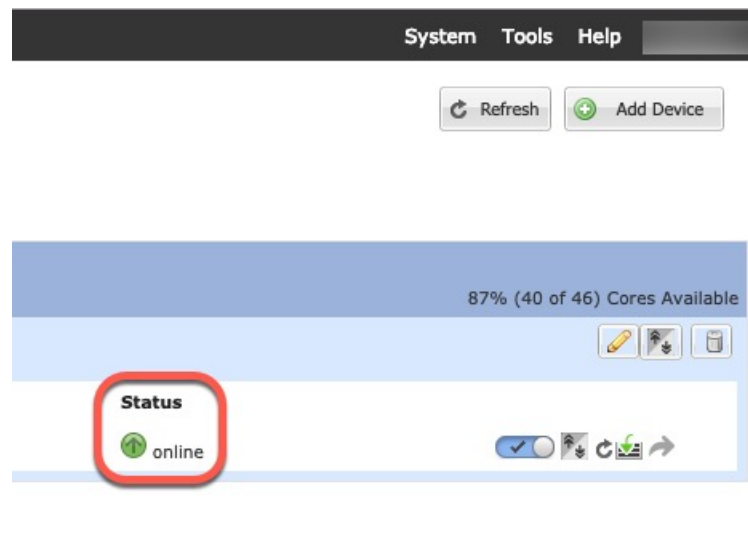 System Tools Help
Refresh Add Device
87% (40 of 46) Cores Available
Status
online